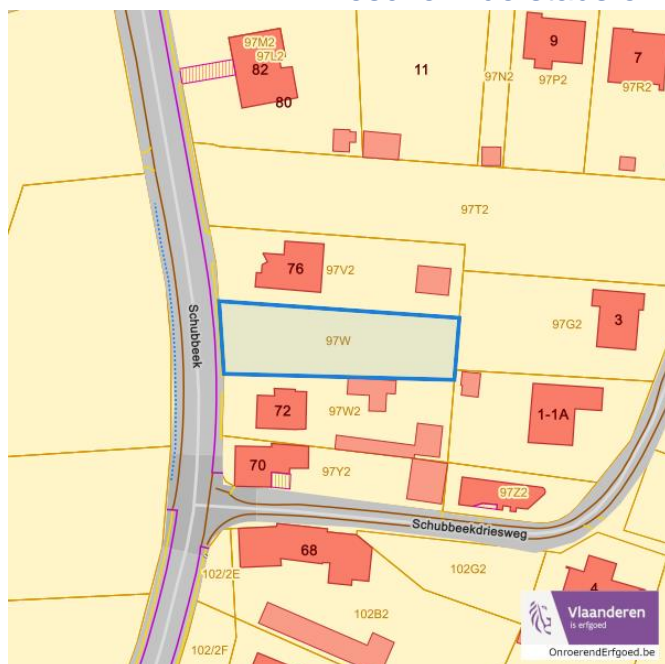 97M2
97L2
82
80
11
97N2
9
97P2
7
97R2
97T2
76
97V2
Schubbeek
97W
97G2
3
72
97W2
1-1A
70
97Y2
97Z2
Schubbeekdriesweg
68
102/2E
102G2
4
102B2
102/2F
Vlaanderen
is erfgoed
OnroerendErfgoed.be